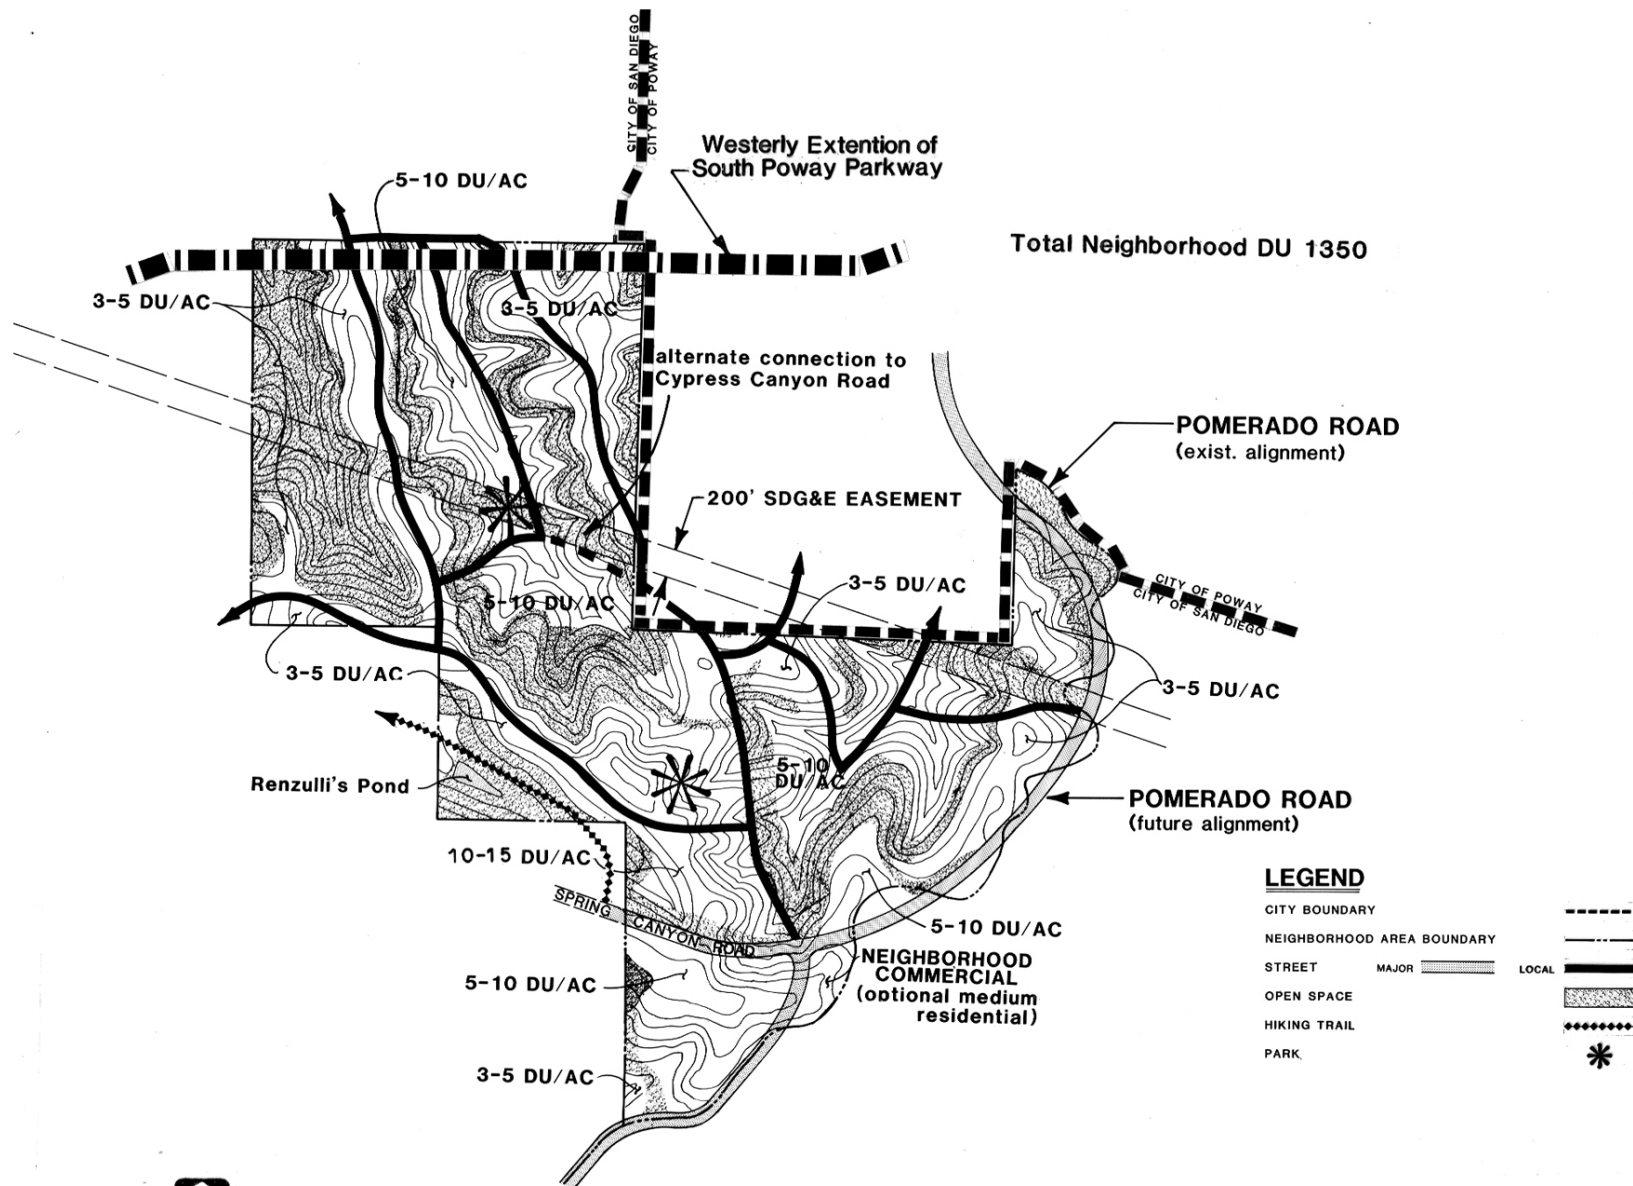 CITY OF SAN DIEGO
CITY OF POWAY
Westerly Extention of
South Poway Parkway
5-10 DU/AC
Total Neighborhood DU 1350
3-5 DU/AC
3-5 DU/AC
alternate connection to
Cypress Canyon Road
POMERADO ROAD
(exist. alignment)
200' SDG&E EASEMENT
3-5 DU/AC
CITY OF POWAY
CITY OF SAN DIEGO
5-10 DU/AC
3-5 DU/AC
3-5 DU/AC
5-10
DU/AC
Renzulli's Pond
POMERADO ROAD
(future alignment)
10-15 DU/AC
SPRING CANYON ROAD
5-10 DU/AC
NEIGHBORHOOD
COMMERCIAL
(optional medium
residential)
5-10 DU/AC
3-5 DU/AC
LEGEND
CITY BOUNDARY
NEIGHBORHOOD AREA BOUNDARY
STREET MAJOR LOCAL
OPEN SPACE
HIKING TRAIL
PARK